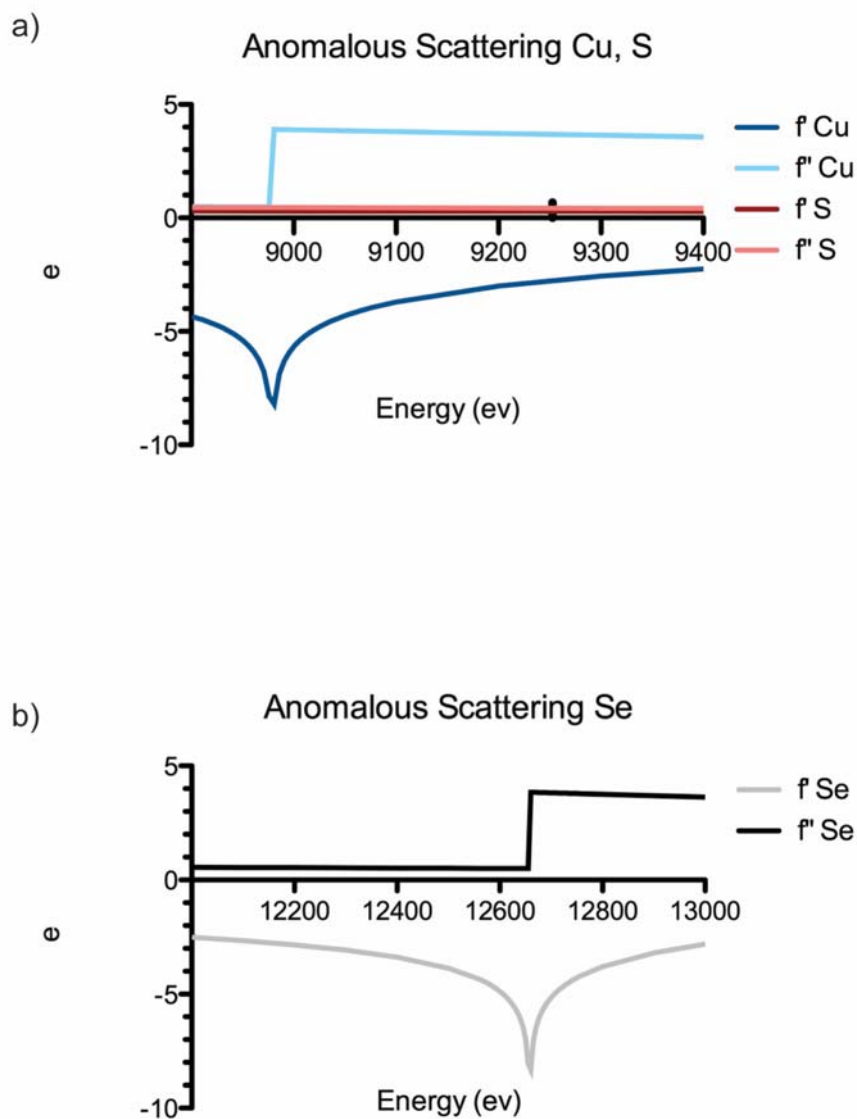 a)
Anomalous Scattering Cu, S
5
0
-5
-10
e
9000 9100 9200 9300 9400
Energy (ev)
f' Cu
f" Cu
f' S
f" S
b)
Anomalous Scattering Se
5
0
-5
-10
e
12200 12400 12600 12800 13000
Energy (ev)
f' Se
f" Se